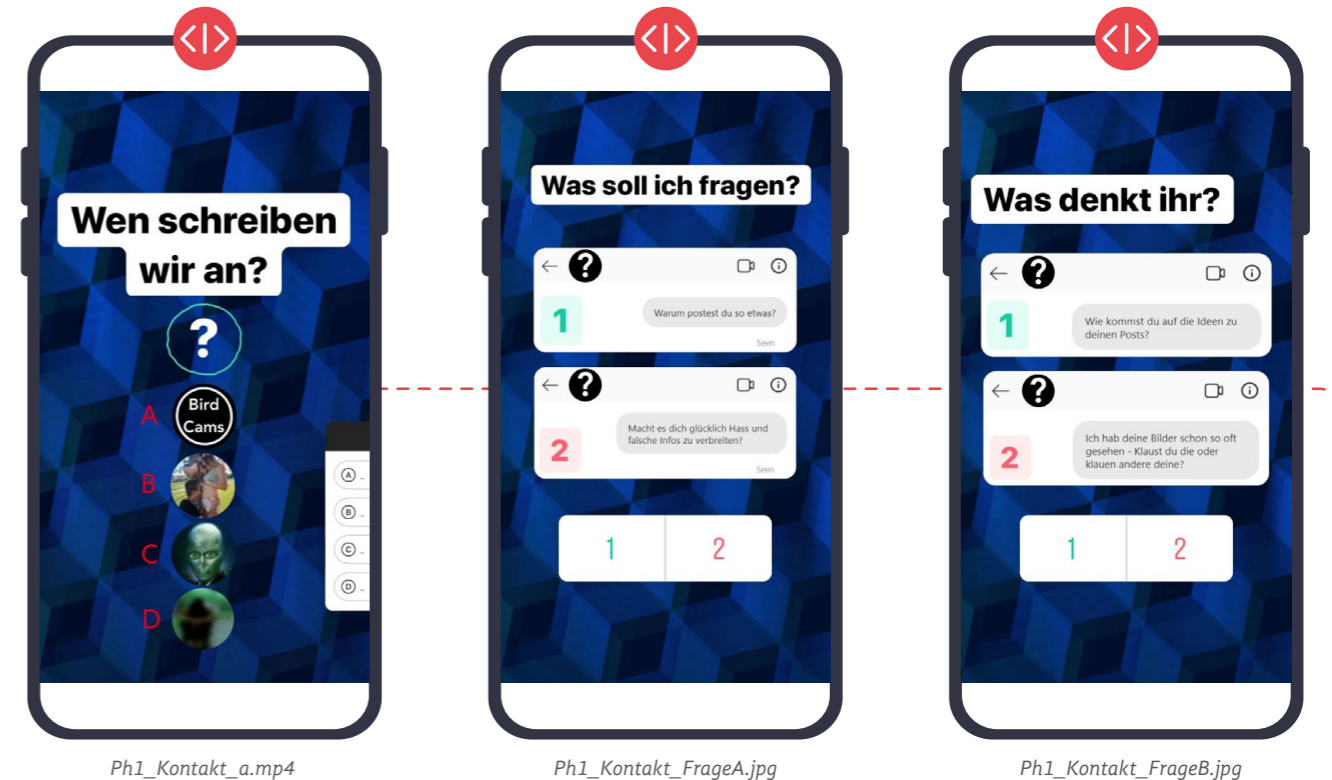 Wen schreiben
wir an?
?
A
Bird
Cams
B
C
D
A
B
C
D
Ph1_Kontakt_a.mp4
Was soll ich fragen?
?
1
Warum postest du so etwas?
Seen
?
2
Macht es dich glücklich Hass und
falsche Infos zu verbreiten?
Seen
1 2
Ph1_Kontakt_FrageA.jpg
Was denkt ihr?
?
1
Wie kommst du auf die Ideen zu
deinen Posts?
?
2
Ich hab deine Bilder schon so oft
gesehen - Klaust du die oder
klauen andere deine?
1 2
Ph1_Kontakt_FrageB.jpg